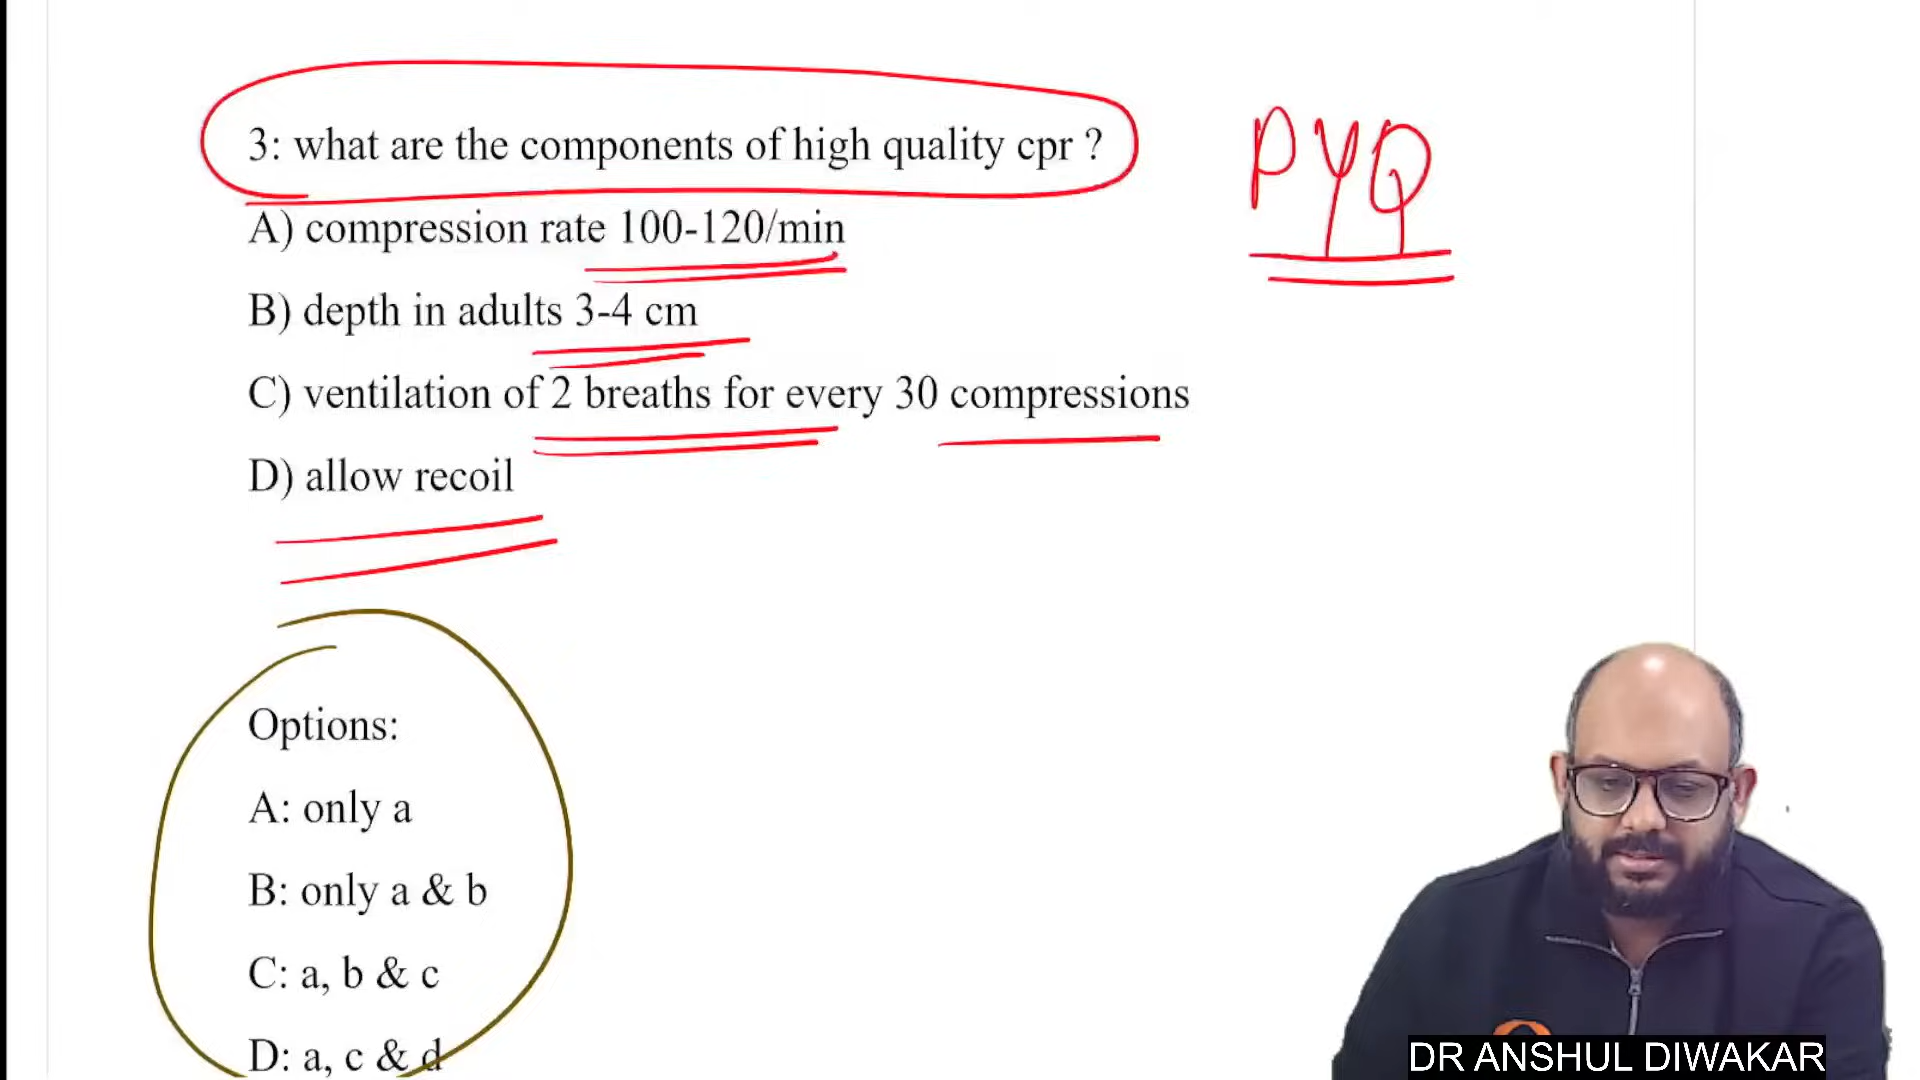 3: what are the components of high quality cpr ?
PYQ
A) compression rate 100-120/min
B) depth in adults 3-4 cm
C) ventilation of 2 breaths for every 30 compressions
D) allow recoil
Options:
A: only a
B: only a & b
C: a, b & c
D: a, c & d
DR ANSHUL DIWAKAR